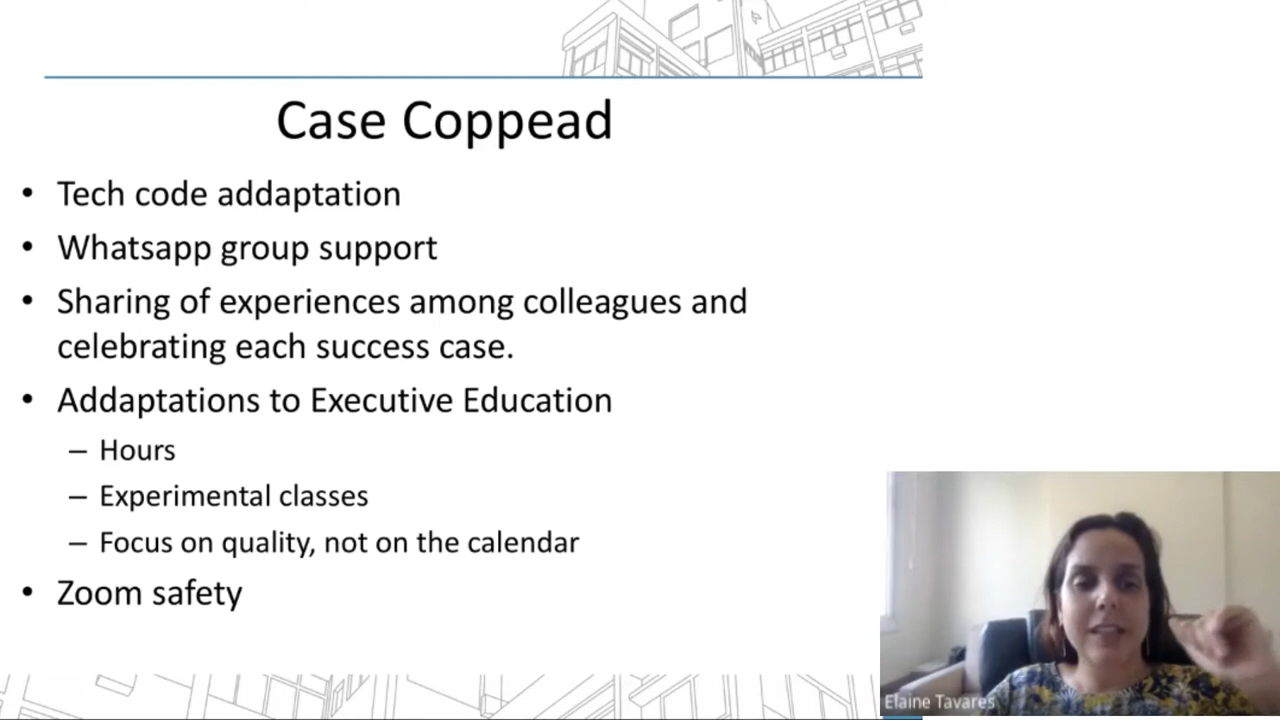 Case Coppead
• Tech code addaptation
• Whatsapp group support
• Sharing of experiences among colleagues and
celebrating each success case.
• Addaptations to Executive Education
– Hours
– Experimental classes
– Focus on quality, not on the calendar
• Zoom safety
Elaine Tavares